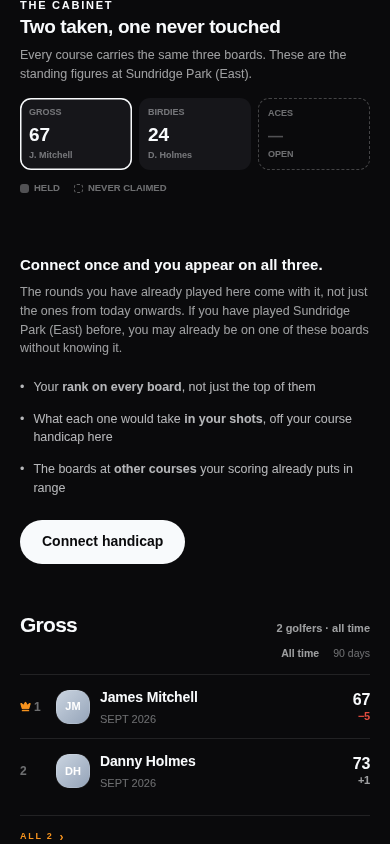 THE CABINET
Two taken, one never touched
Every course carries the same three boards. These are the
standing figures at Sundridge Park (East).
GROSS
67
J. Mitchell
BIRDIES
24
D. Holmes
ACES
—
OPEN
HELD
NEVER CLAIMED
Connect once and you appear on all three.
The rounds you have already played here come with it, not just
the ones from today onwards. If you have played Sundridge
Park (East) before, you may already be on one of these boards
without knowing it.
• Your rank on every board, not just the top of them
• What each one would take in your shots, off your course
handicap here
• The boards at other courses your scoring already puts in
range
Connect handicap
Gross
2 golfers · all time
All time 90 days
1
JM
James Mitchell
SEPT 2026
67
−5
2
DH
Danny Holmes
SEPT 2026
73
+1
ALL 2 ›